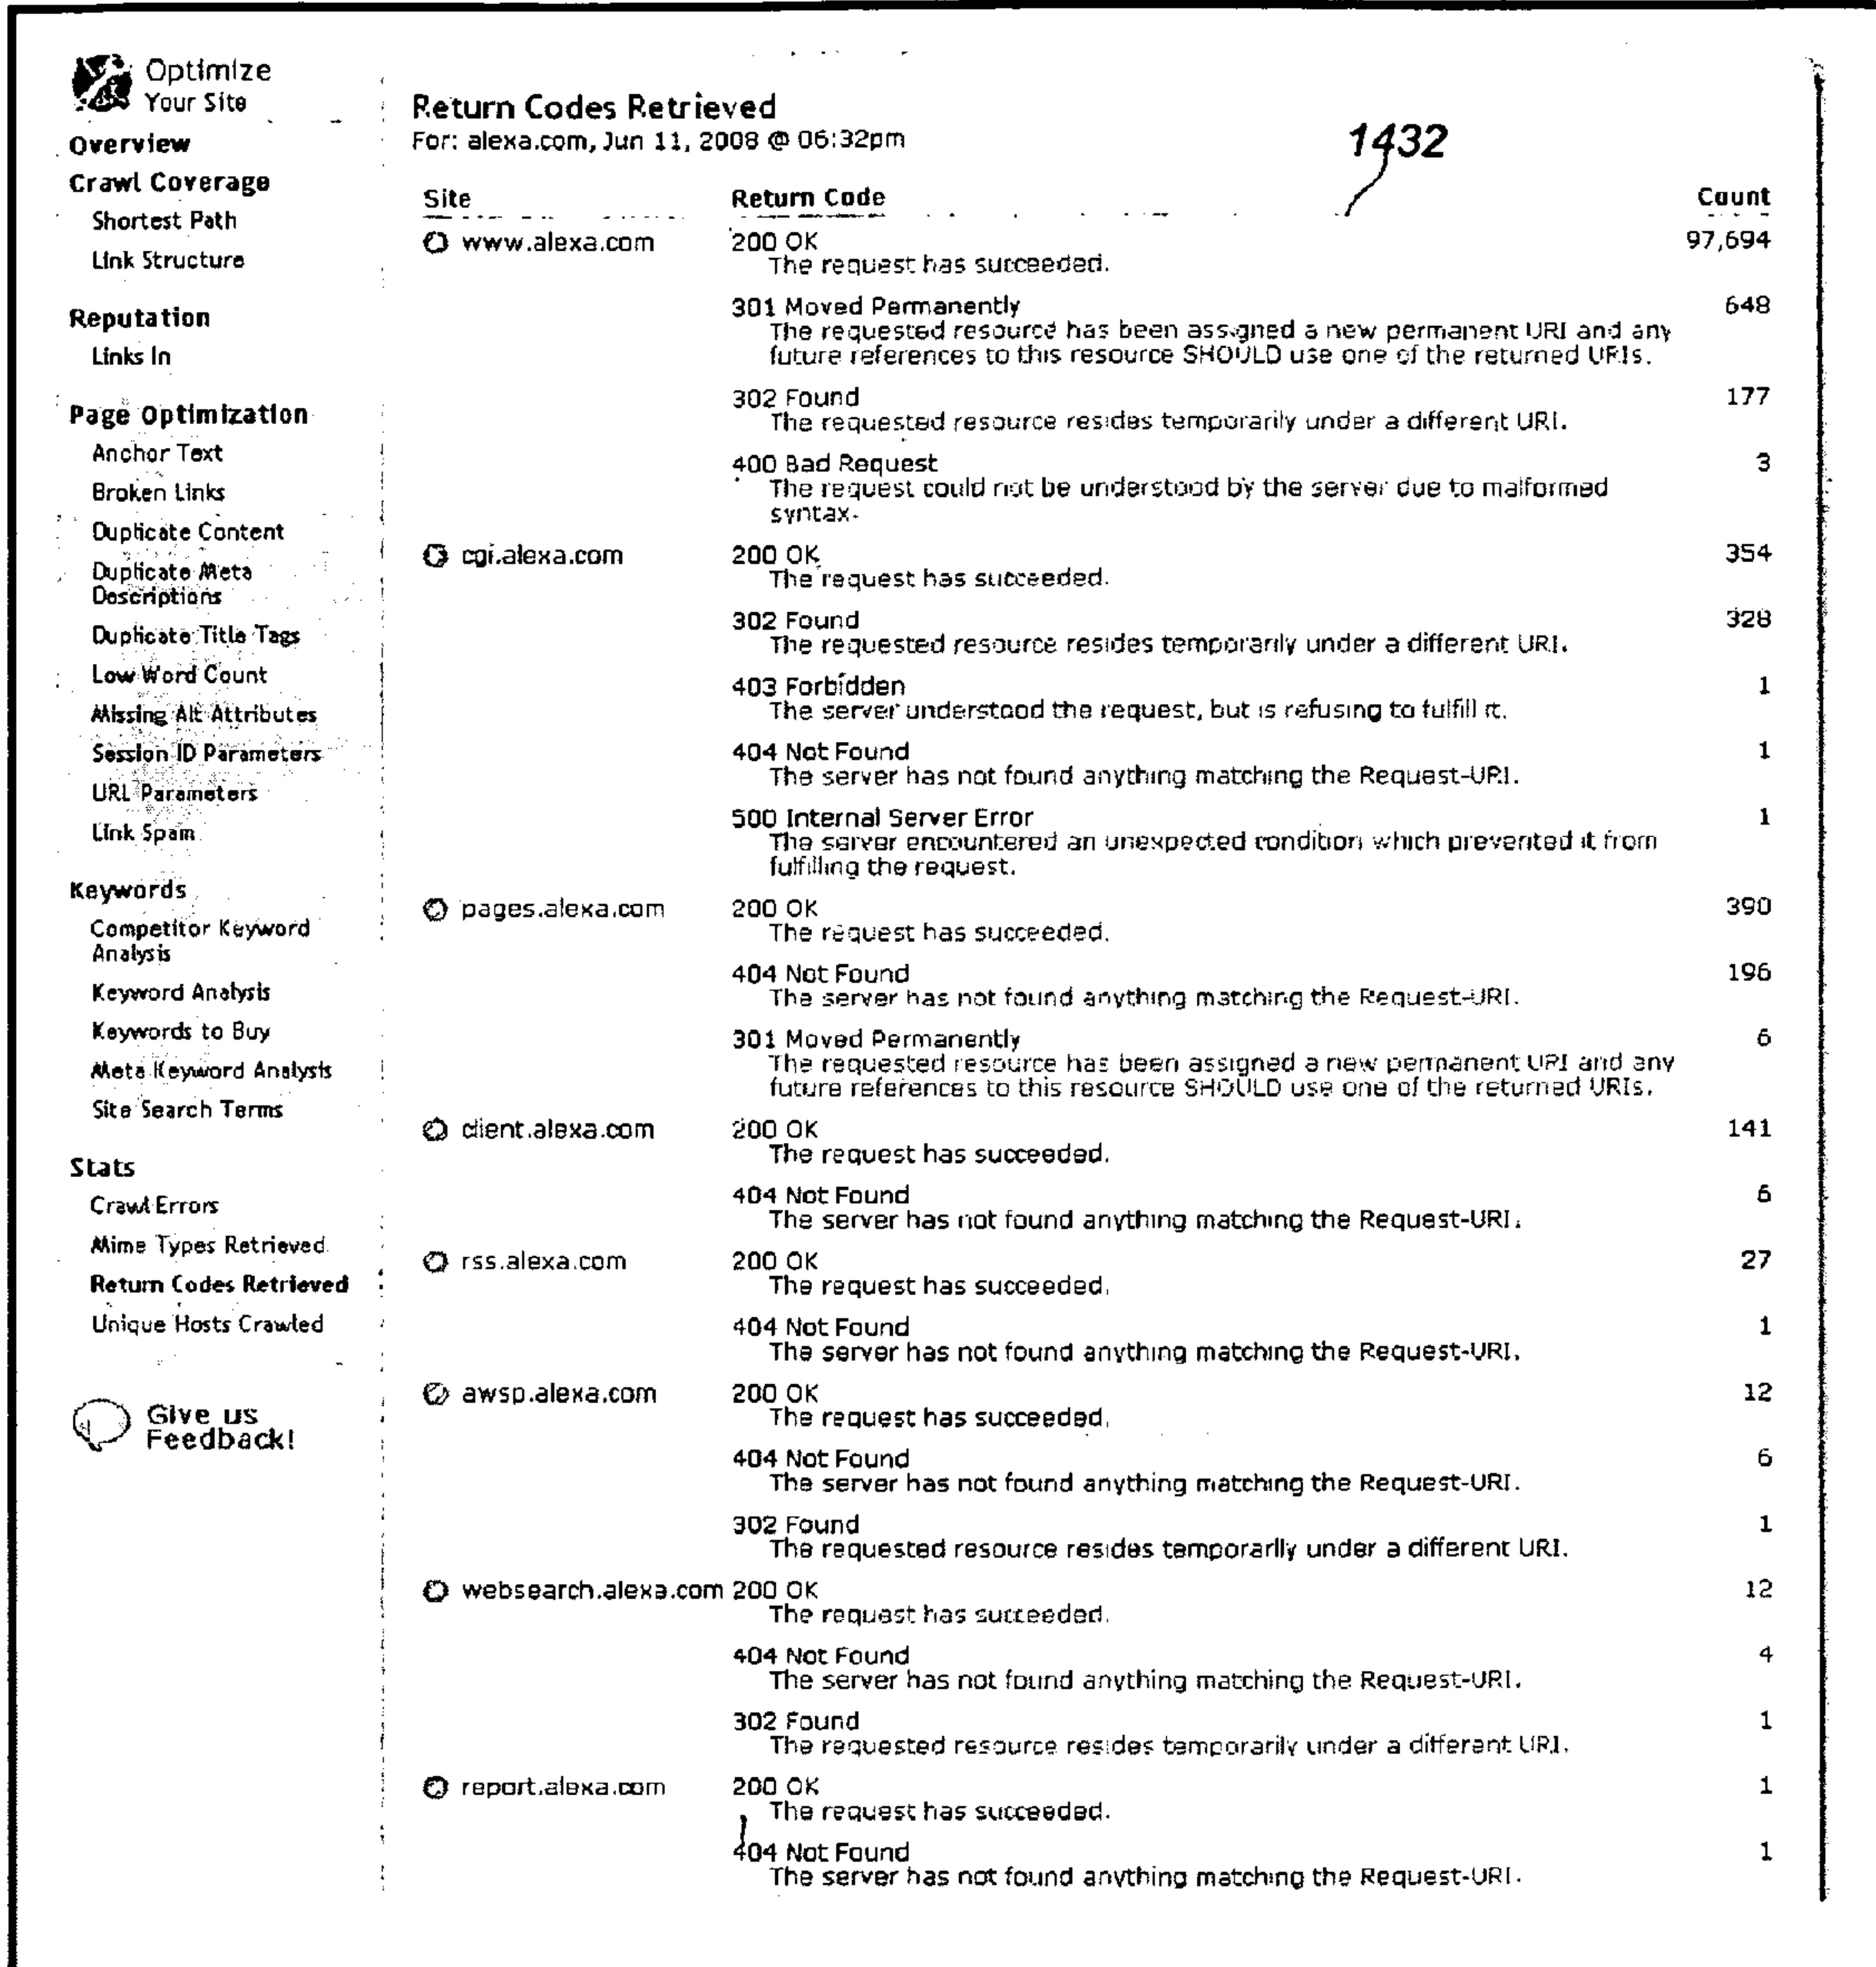 Optimize
Your Site
Overview
Crawl Coverage
Shortest Path
Link Structure
Reputation
Links In
Page Optimization
Anchor Text
Broken Links
Duplicate Content
Duplicate Meta
Descriptions
Duplicate Title Tags
Low Word Count
Missing Alt Attributes
Session ID Parameters
URL Parameters
Link Spam
Keywords
Competitor Keyword
Analysis
Keyword Analysis
Keywords to Buy
Meta Keyword Analysis
Site Search Terms
Stats
Crawl Errors
Mime Types Retrieved
Return Codes Retrieved
Unique Hosts Crawled
Give us
Feedback!
Return Codes Retrieved
For: alexa.com, Jun 11, 2008 @ 06:32pm
1432
Site Return Code Count
www.alexa.com 200 OK 97,694
The request has succeeded.
301 Moved Permanently 648
The requested resource has been assigned a new permanent URI and any
future references to this resource SHOULD use one of the returned URIs.
302 Found 177
The requested resource resides temporarily under a different URI.
400 Bad Request 3
The request could not be understood by the server due to malformed
syntax.
cgi.alexa.com 200 OK 354
The request has succeeded.
302 Found 328
The requested resource resides temporarily under a different URI.
403 Forbidden 1
The server understood the request, but is refusing to fulfill it.
404 Not Found 1
The server has not found anything matching the Request-URI.
500 Internal Server Error 1
The server encountered an unexpected condition which prevented it from
fulfilling the request.
pages.alexa.com 200 OK 390
The request has succeeded.
404 Not Found 196
The server has not found anything matching the Request-URI.
301 Moved Permanently 6
The requested resource has been assigned a new permanent URI and any
future references to this resource SHOULD use one of the returned URIs.
client.alexa.com 200 OK 141
The request has succeeded.
404 Not Found 6
The server has not found anything matching the Request-URI.
rss.alexa.com 200 OK 27
The request has succeeded.
404 Not Found 1
The server has not found anything matching the Request-URI.
awsp.alexa.com 200 OK 12
The request has succeeded.
404 Not Found 6
The server has not found anything matching the Request-URI.
302 Found 1
The requested resource resides temporarily under a different URI.
websearch.alexa.com 200 OK 12
The request has succeeded.
404 Not Found 4
The server has not found anything matching the Request-URI.
302 Found 1
The requested resource resides temporarily under a different URI.
report.alexa.com 200 OK 1
The request has succeeded.
404 Not Found 1
The server has not found anything matching the Request-URI.